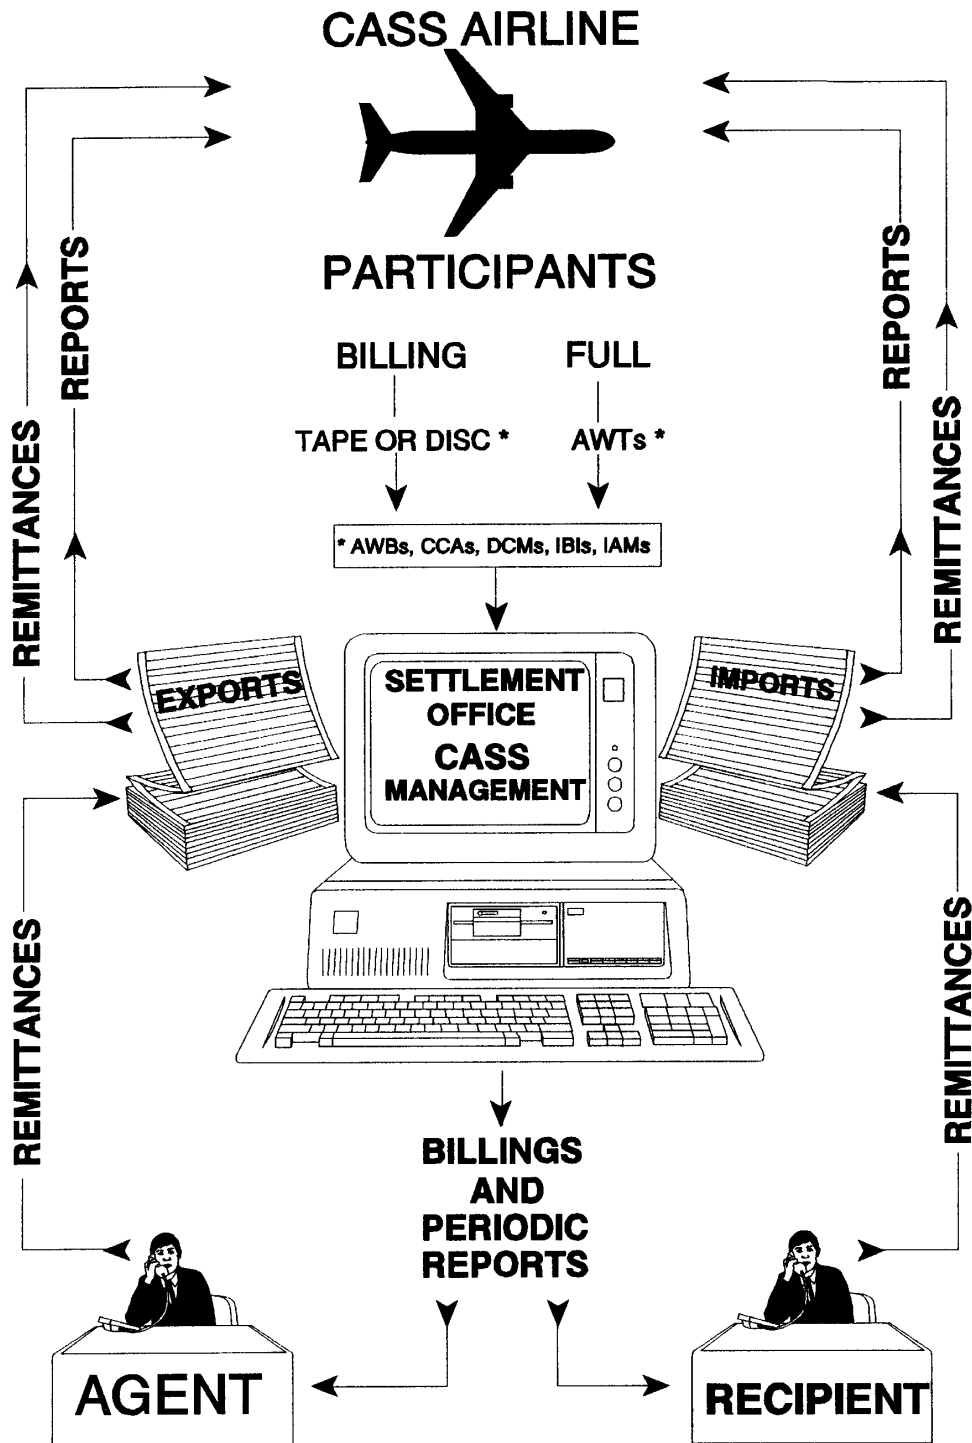 CASS AIRLINE
PARTICIPANTS
REPORTS
REMITTANCES
REPORTS
REMITTANCES
BILLING
FULL
TAPE OR DISC *
AWTs *
* AWBs, CCAs, DCMs, IBIs, IAMs
EXPORTS
SETTLEMENT
OFFICE
CASS
MANAGEMENT
IMPORTS
REMITTANCES
REMITTANCES
BILLINGS
AND
PERIODIC
REPORTS
AGENT
RECIPIENT